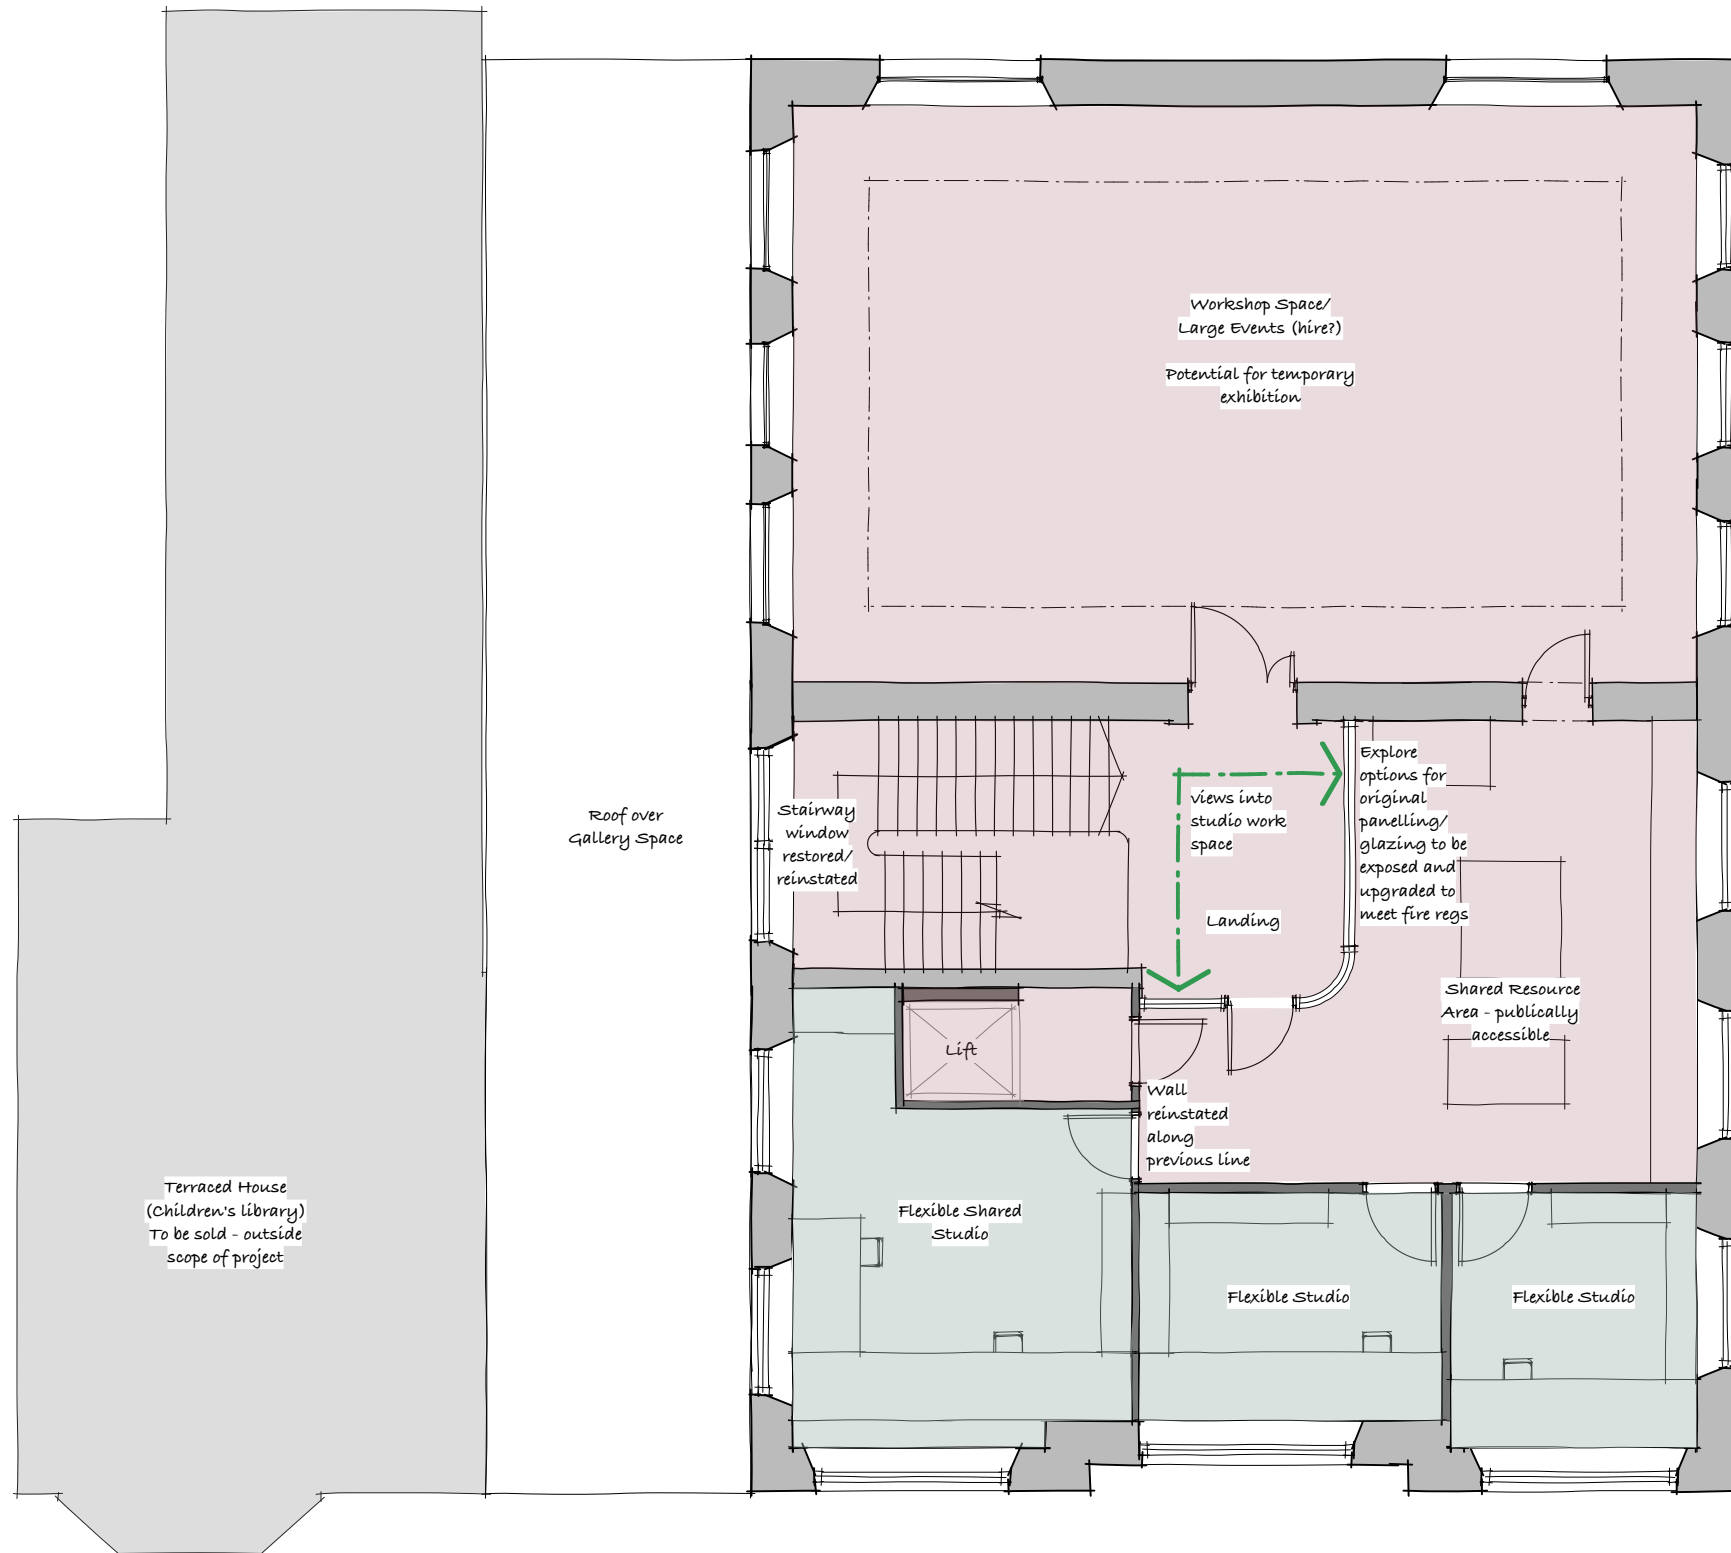 Workshop Space/
Large Events (hire?)
Potential for temporary
exhibition
Roof over
Gallery Space
Stairway
window
restored/
reinstated
views into
studio work
space
Landing
Explore
options for
original
panelling/
glazing to be
exposed and
upgraded to
meet fire regs
Shared Resource
Area - publically
accessible
Lift
Wall
reinstated
along
previous line
Terraced House
(Children's library)
To be sold - outside
scope of project
Flexible Shared
Studio
Flexible Studio
Flexible Studio